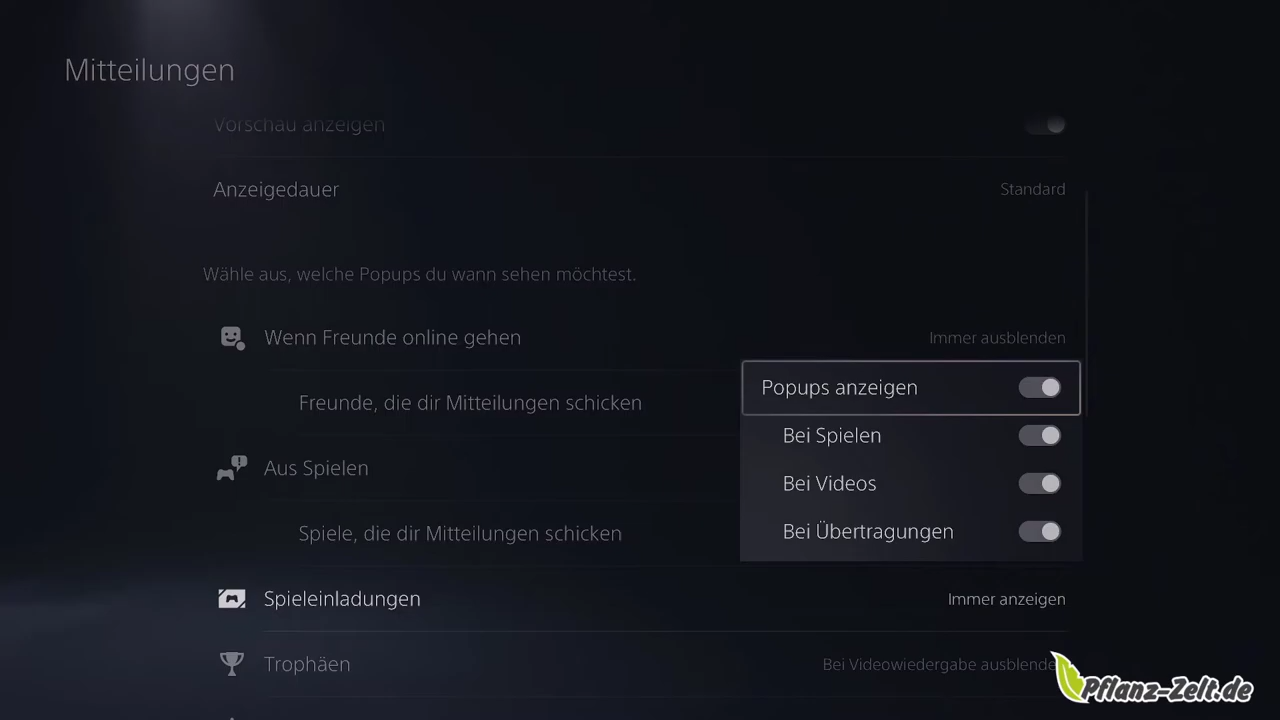 Mitteilungen
Vorschau anzeigen
Anzeigedauer Standard
Wähle aus, welche Popups du wann sehen möchtest.
Wenn Freunde online gehen Immer ausblenden
Popups anzeigen
Freunde, die dir Mitteilungen schicken
Bei Spielen
Aus Spielen
Bei Videos
Bei Übertragungen
Spiele, die dir Mitteilungen schicken
Spieleinladungen Immer anzeigen
Trophäen Bei Videowiedergabe ausblenden
Pflanz-Zelt.de